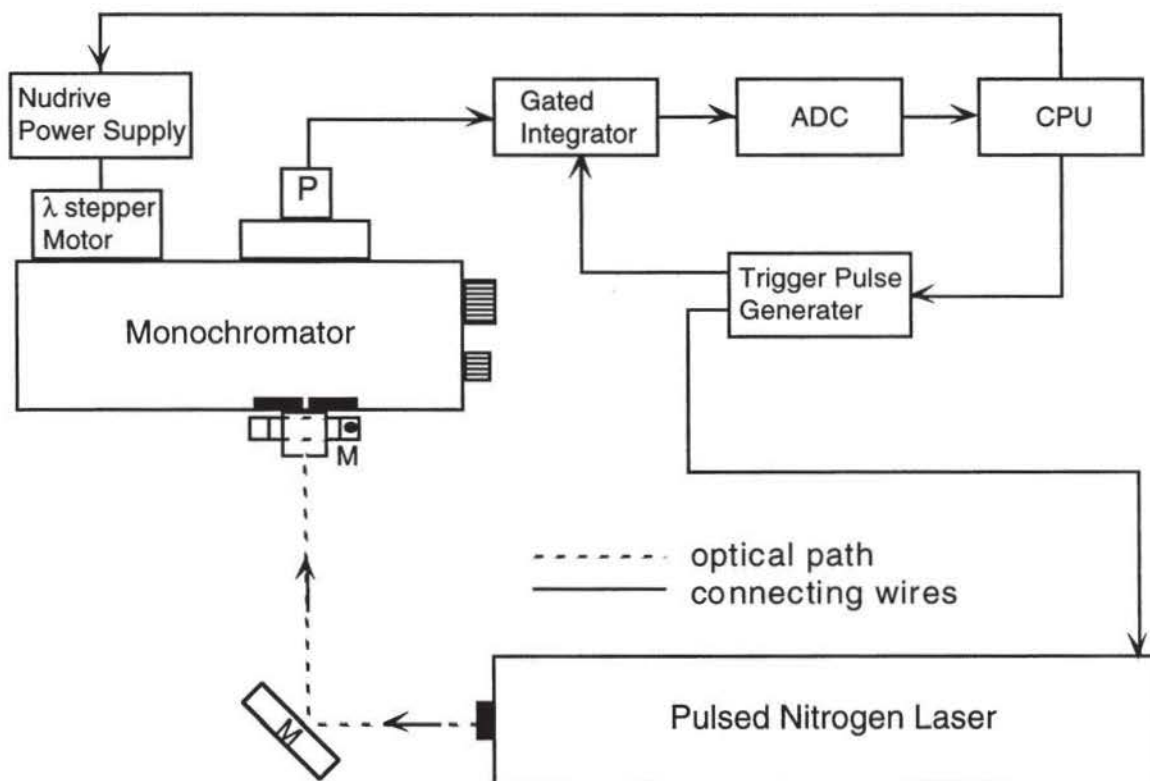 Nudrive
Power Supply
λ stepper
Motor
P
Gated
Integrator
ADC
CPU
Trigger Pulse
Generater
Monochromator
M
optical path
connecting wires
M
Pulsed Nitrogen Laser